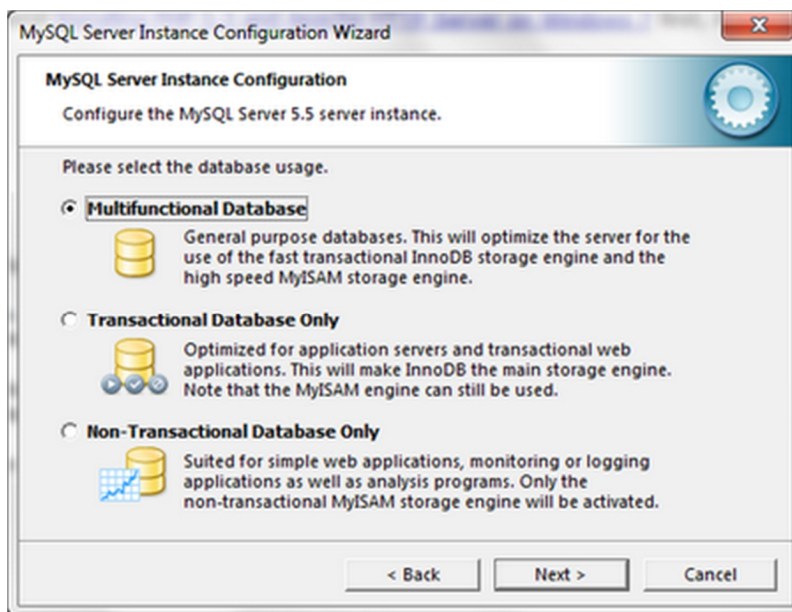 MySQL Server Instance Configuration Wizard
MySQL Server Instance Configuration
Configure the MySQL Server 5.5 server instance.
Please select the database usage.
Multifunctional Database
General purpose databases. This will optimize the server for the
use of the fast transactional InnoDB storage engine and the
high speed MyISAM storage engine.
Transactional Database Only
Optimized for application servers and transactional web
applications. This will make InnoDB the main storage engine.
Note that the MyISAM engine can still be used.
Non-Transactional Database Only
Suited for simple web applications, monitoring or logging
applications as well as analysis programs. Only the
non-transactional MyISAM storage engine will be activated.
< Back
Next >
Cancel